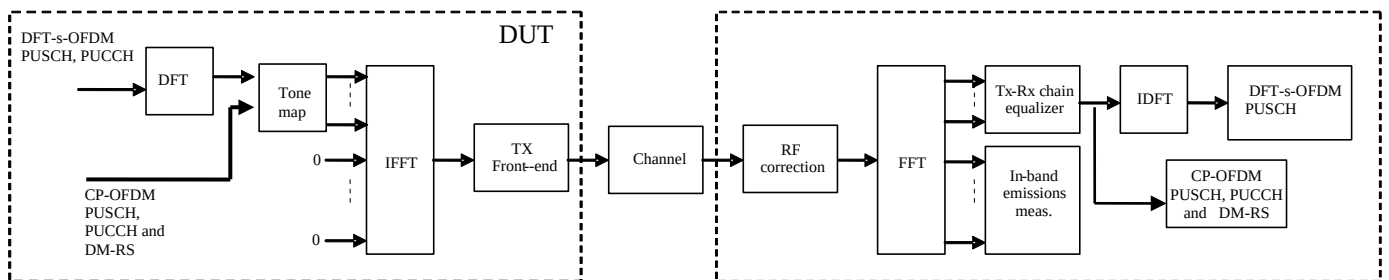 DUT
DFT-s-OFDM
PUSCH, PUCCH
DFT
Tone
map
CP-OFDM
PUSCH,
PUCCH and
DM-RS
0
0
IFFT
TX
Front-end
Channel
RF
correction
FFT
Tx-Rx chain
equalizer
In-band
emissions
meas.
IDFT
DFT-s-OFDM
PUSCH
CP-OFDM
PUSCH, PUCCH
and DM-RS